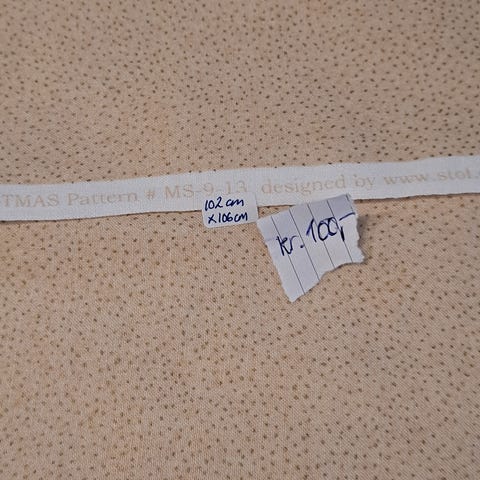 TMAS Pattern # MS-9-13 designed by www.stof.
102 cm
x 106 cm
kr. 100,-